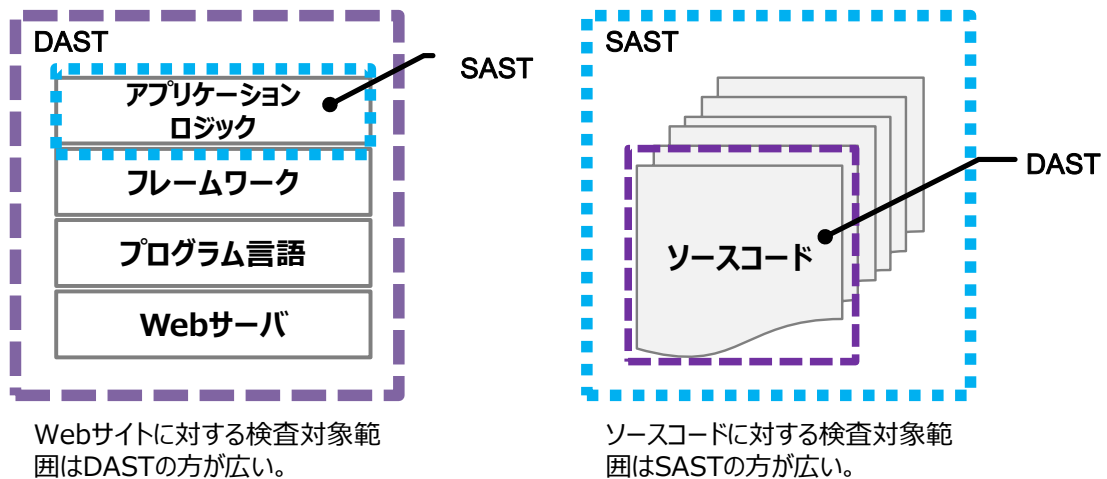 DAST
SAST
アプリケーション
ロジック
フレームワーク
プログラム言語
Webサーバ
Webサイトに対する検査対象範
囲はDASTの方が広い。
SAST
DAST
ソースコード
ソースコードに対する検査対象範
囲はSASTの方が広い。